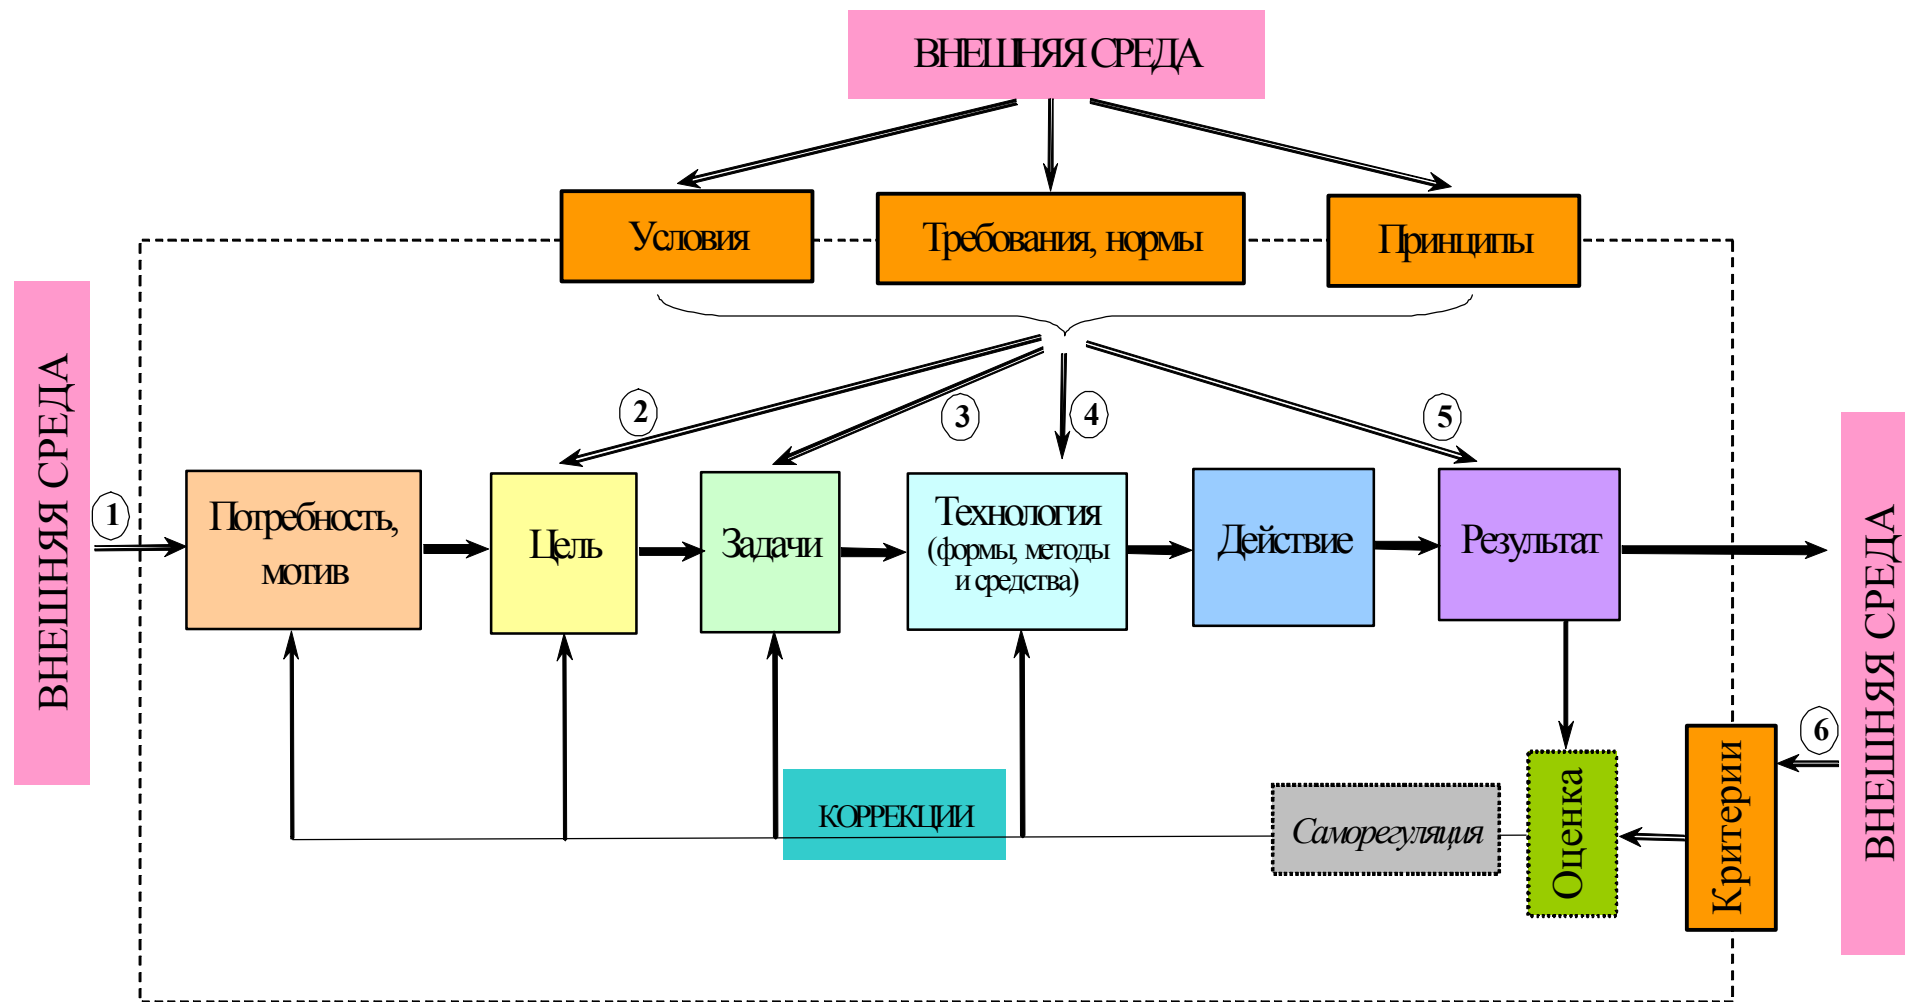 ВНЕШНЯЯ СРЕДА
Условия
Требования, нормы
Принципы
ВНЕШНЯЯ СРЕДА
2
3
4
5
1
Потребность,
мотив
Цель
Задачи
Технология
(формы, методы
и средства)
Действие
Результат
ВНЕШНЯЯ СРЕДА
6
КОРРЕКЦИИ
Саморегуляция
Оценка
Критерии